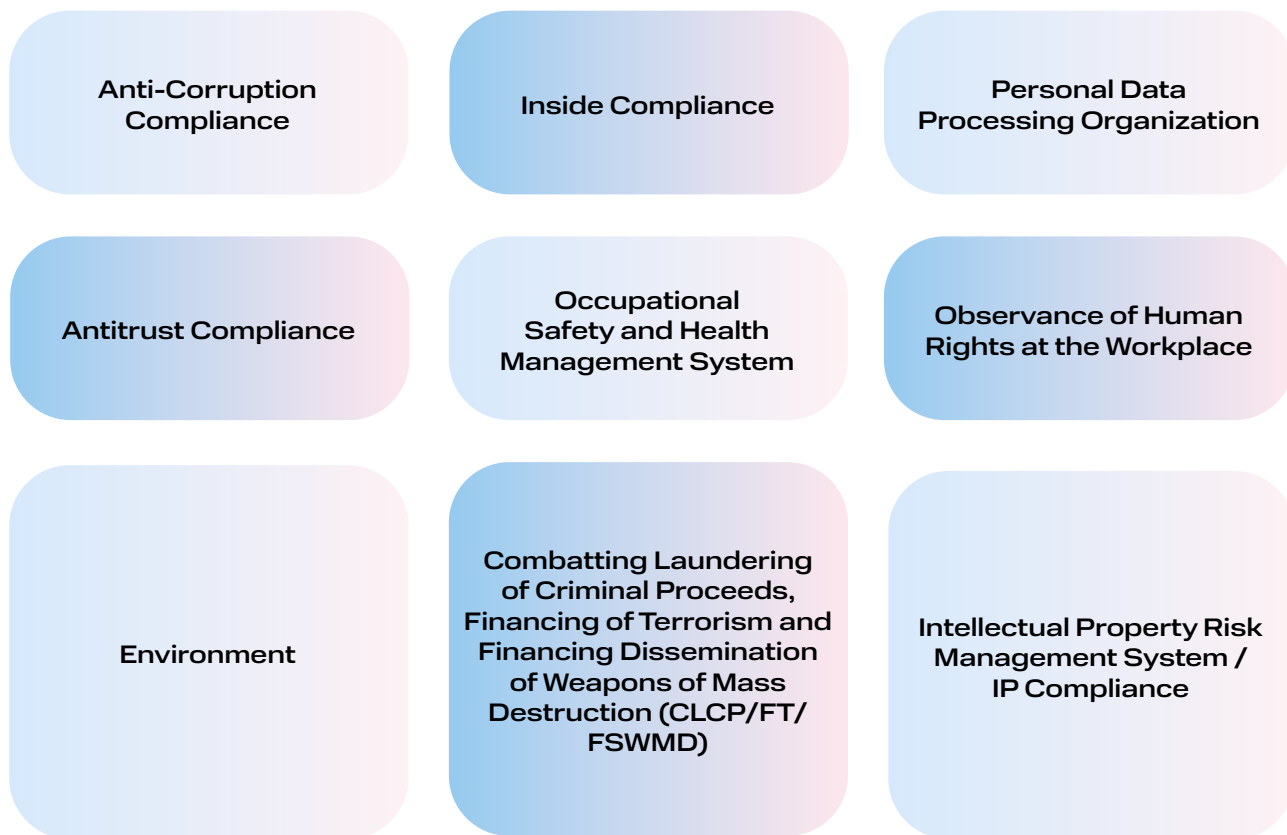 Anti-Corruption
Compliance
Inside Compliance
Personal Data
Processing Organization
Antitrust Compliance
Occupational
Safety and Health
Management System
Observance of Human
Rights at the Workplace
Environment
Combatting Laundering
of Criminal Proceeds,
Financing of Terrorism and
Financing Dissemination
of Weapons of Mass
Destruction (CLCP/FT/
FSWMD)
Intellectual Property Risk
Management System /
IP Compliance